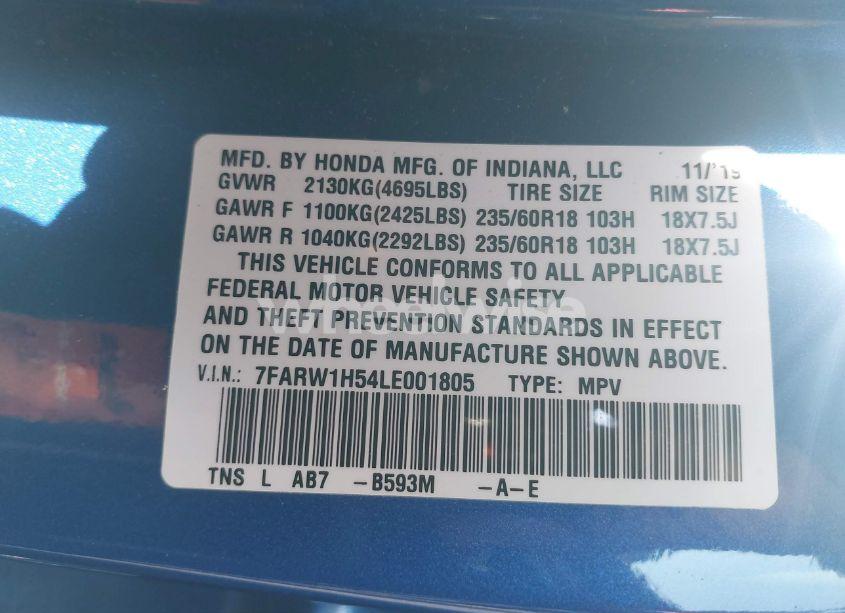 MFD. BY HONDA MFG. OF INDIANA, LLC 11/'19
GVWR 2130KG(4695LBS) TIRE SIZE RIM SIZE
GAWR F 1100KG(2425LBS) 235/60R18 103H 18X7.5J
GAWR R 1040KG(2292LBS) 235/60R18 103H 18X7.5J
THIS VEHICLE CONFORMS TO ALL APPLICABLE
FEDERAL MOTOR VEHICLE SAFETY
AND THEFT PREVENTION STANDARDS IN EFFECT
ON THE DATE OF MANUFACTURE SHOWN ABOVE.
V.I.N.: 7FARW1H54LE001805 TYPE: MPV
TNS L AB7 -B593M -A-E
wheelwise